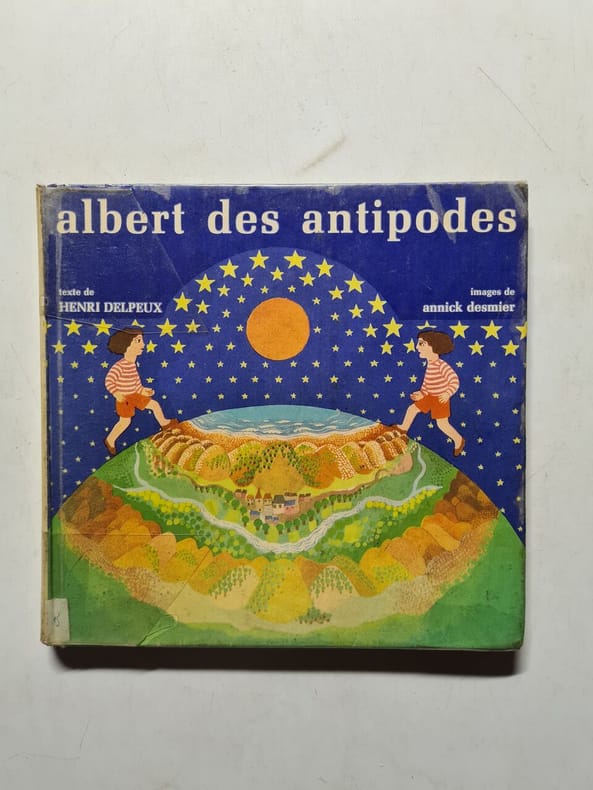 albert des antipodes
texte de
HENRI DELPEUX
images de
annick desmier